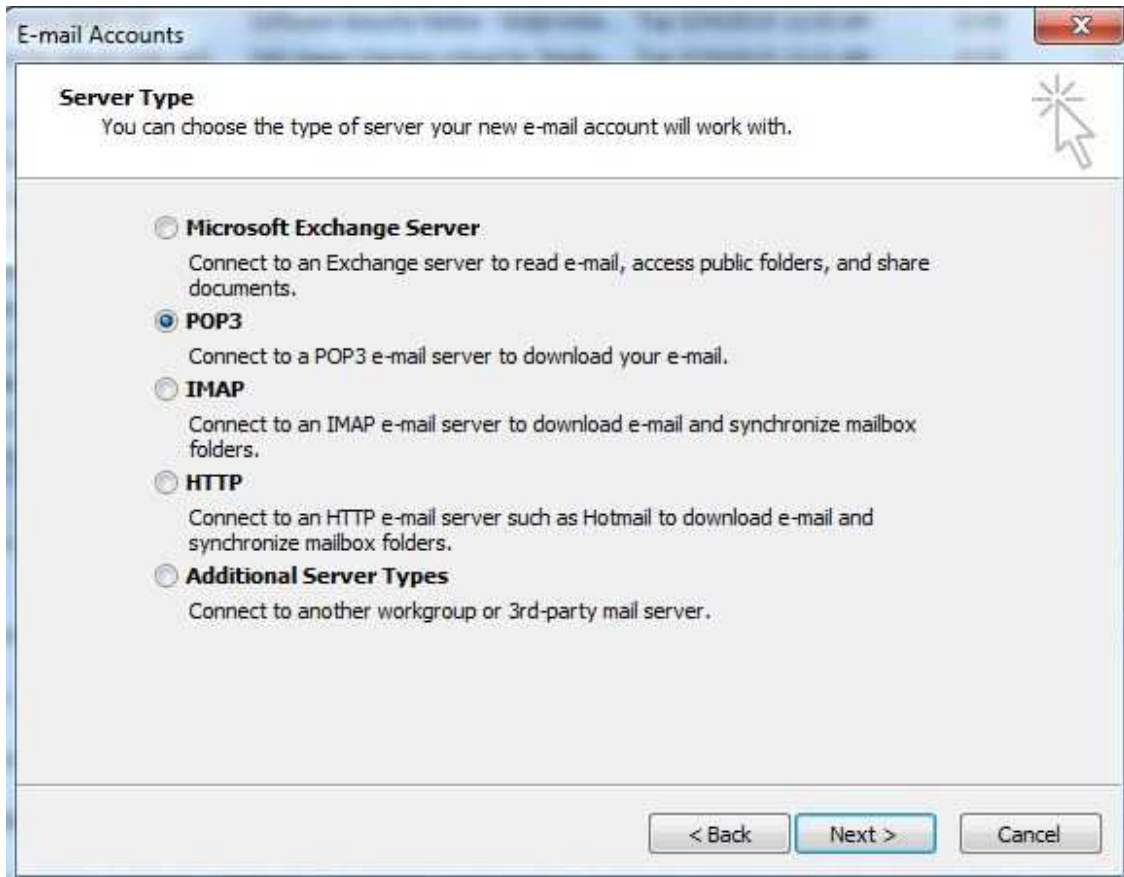 E-mail Accounts
Server Type
You can choose the type of server your new e-mail account will work with.
Microsoft Exchange Server
Connect to an Exchange server to read e-mail, access public folders, and share
documents.
POP3
Connect to a POP3 e-mail server to download your e-mail.
IMAP
Connect to an IMAP e-mail server to download e-mail and synchronize mailbox
folders.
HTTP
Connect to an HTTP e-mail server such as Hotmail to download e-mail and
synchronize mailbox folders.
Additional Server Types
Connect to another workgroup or 3rd-party mail server.
< Back Next > Cancel